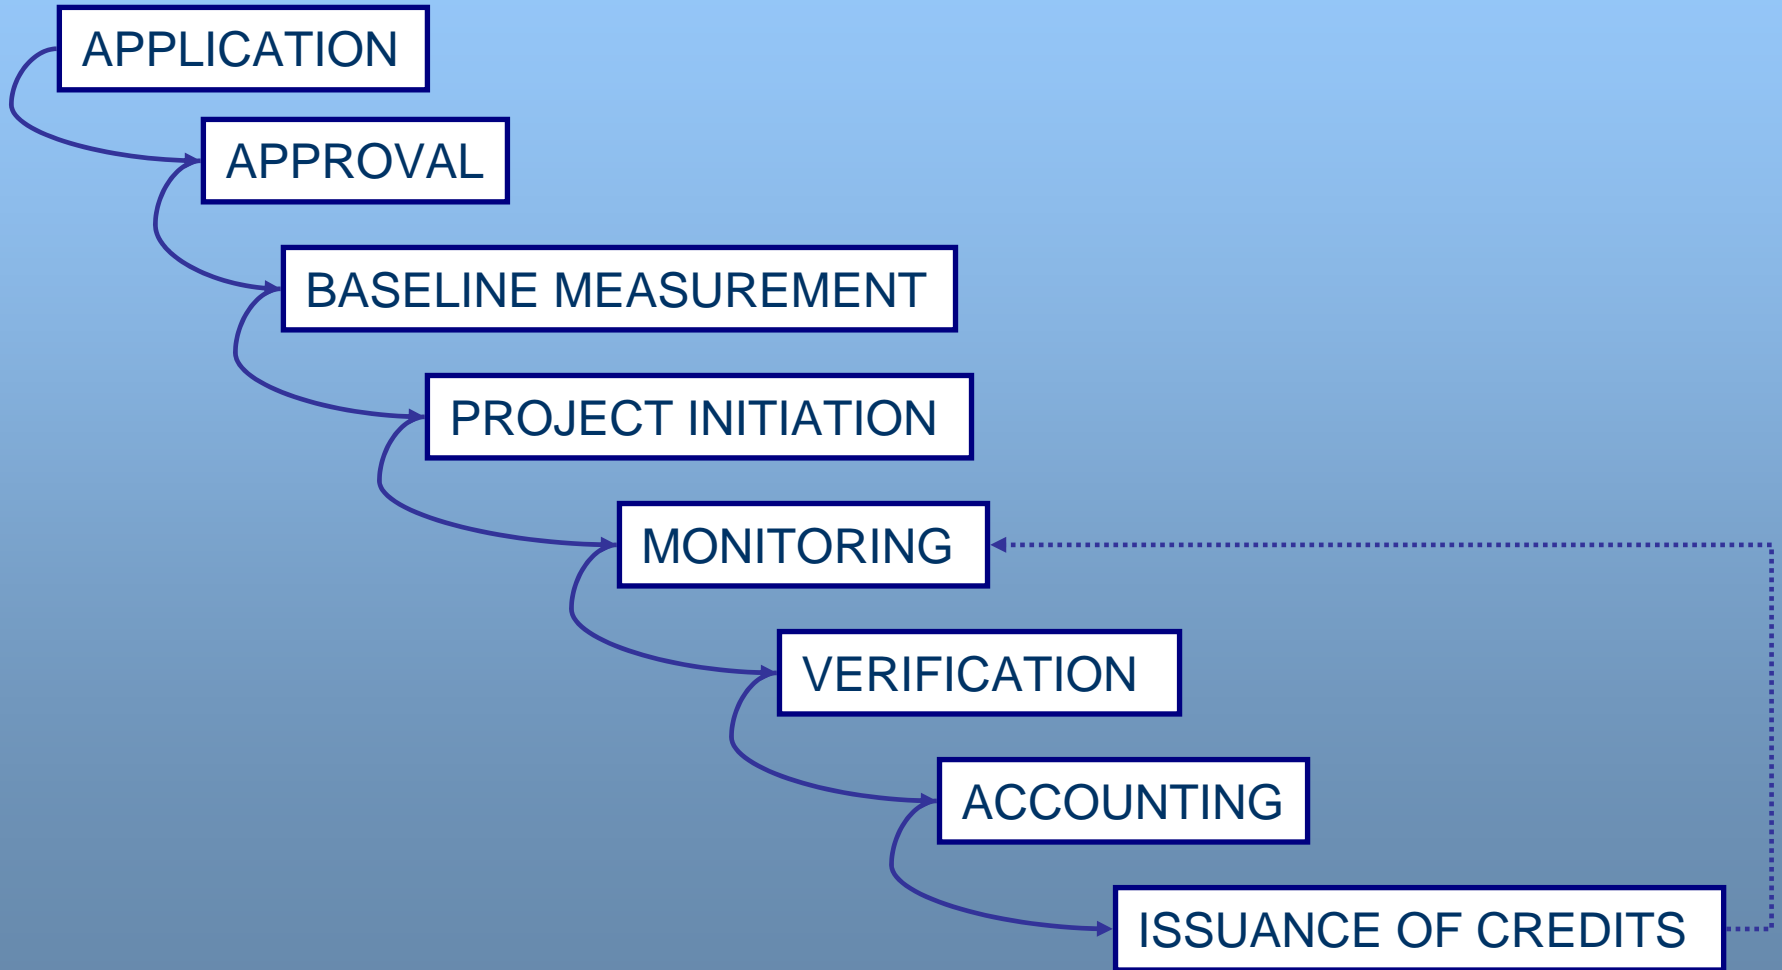 APPLICATION
APPROVAL
BASELINE MEASUREMENT
PROJECT INITIATION
MONITORING
VERIFICATION
ACCOUNTING
ISSUANCE OF CREDITS